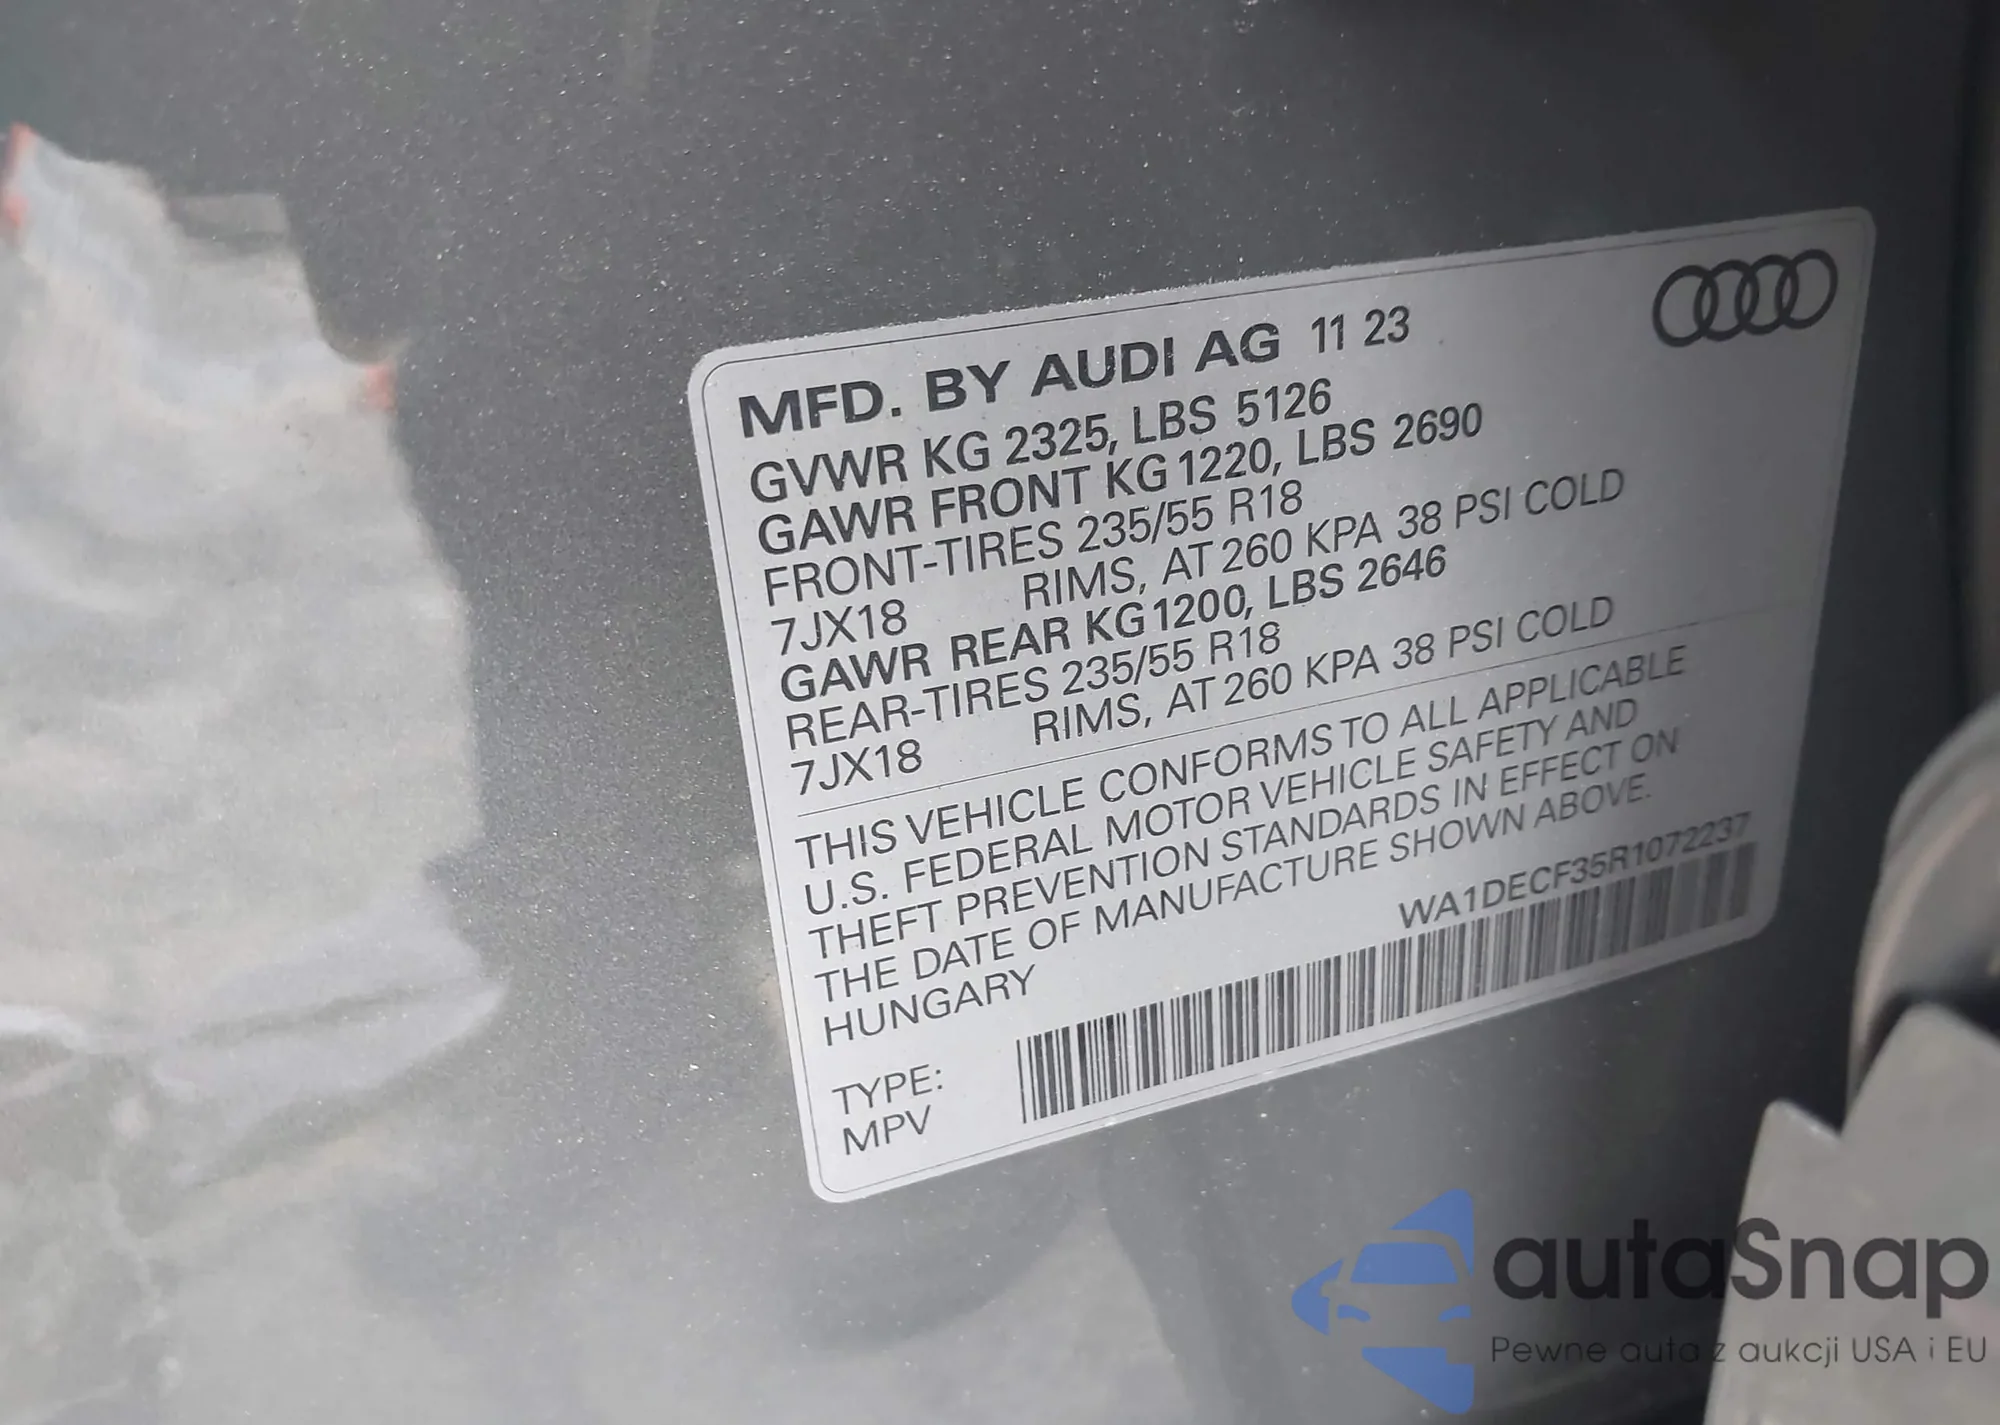 MFD. BY AUDI AG 11 23
GVWR KG 2325, LBS 5126
GAWR FRONT KG 1220, LBS 2690
FRONT-TIRES 235/55 R18
7JX18 RIMS, AT 260 KPA 38 PSI COLD
GAWR REAR KG 1200, LBS 2646
REAR-TIRES 235/55 R18
7JX18 RIMS, AT 260 KPA 38 PSI COLD
THIS VEHICLE CONFORMS TO ALL APPLICABLE
U.S. FEDERAL MOTOR VEHICLE SAFETY AND
THEFT PREVENTION STANDARDS IN EFFECT ON
THE DATE OF MANUFACTURE SHOWN ABOVE.
HUNGARY
WA1DECF35R1072237
TYPE:
MPV
autaSnap
Pewne auta z aukcji USA i EU